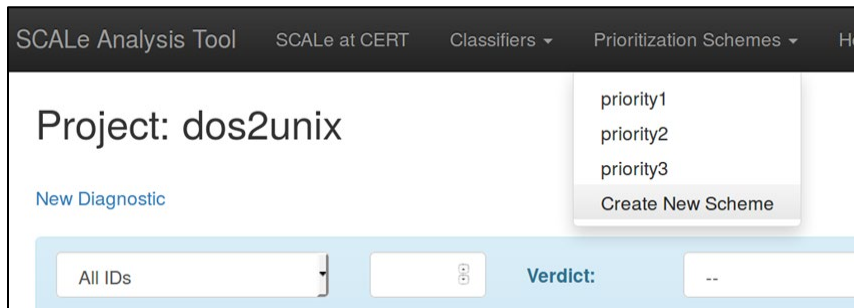 SCALe Analysis Tool SCALe at CERT Classifiers Prioritization Schemes
priority1
priority2
priority3
Create New Scheme
Project: dos2unix
New Diagnostic
All IDs Verdict: --